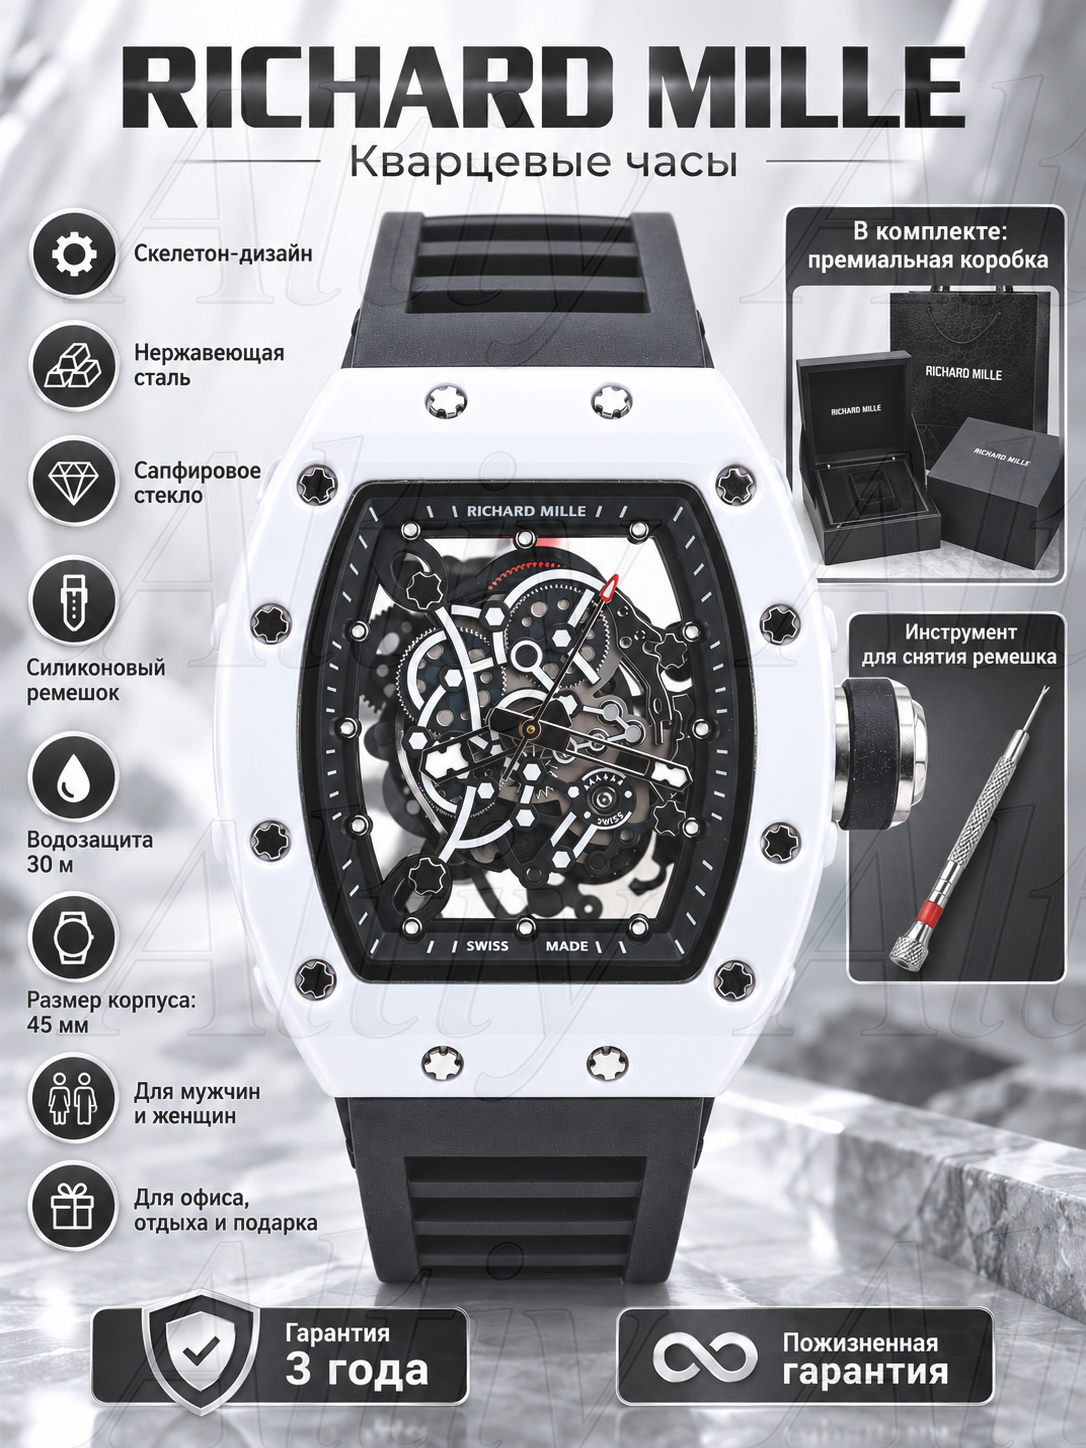 RICHARD MILLE
Кварцевые часы
Скелетон-дизайн
Нержавеющая
сталь
Сапфировое
стекло
Силиконовый
ремешок
Водозащита
30 м
Размер корпуса:
45 мм
Для мужчин
и женщин
Для офиса,
отдыха и подарка
В комплекте:
премиальная коробка
RICHARD MILLE
RICHARD MILLE
RICHARD MILLE
Инструмент
для снятия ремешка
RICHARD MILLE
SWISS MADE
Гарантия
3 года
Пожизненная
гарантия